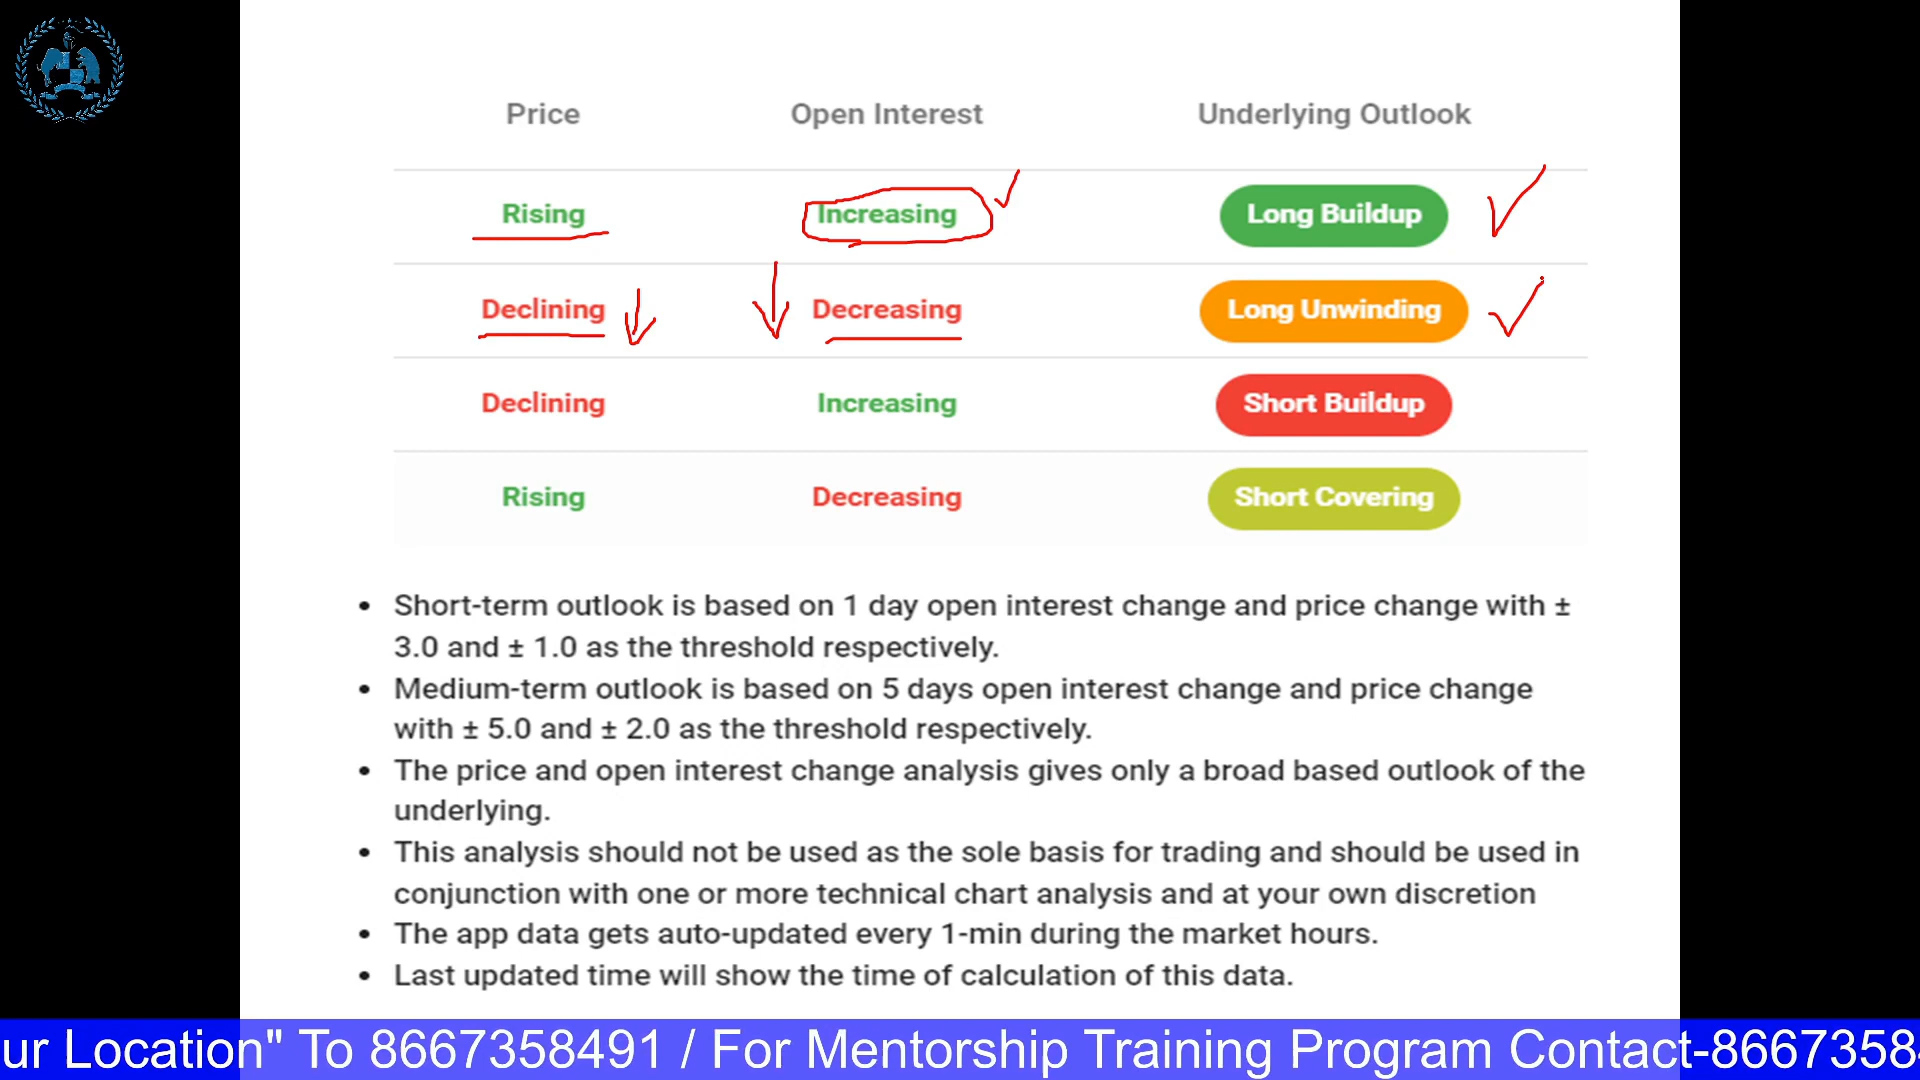 Price Open Interest Underlying Outlook
Rising Increasing Long Buildup
Declining Decreasing Long Unwinding
Declining Increasing Short Buildup
Rising Decreasing Short Covering
• Short-term outlook is based on 1 day open interest change and price change with ±
3.0 and ± 1.0 as the threshold respectively.
• Medium-term outlook is based on 5 days open interest change and price change
with ± 5.0 and ± 2.0 as the threshold respectively.
• The price and open interest change analysis gives only a broad based outlook of the
underlying.
• This analysis should not be used as the sole basis for trading and should be used in
conjunction with one or more technical chart analysis and at your own discretion
• The app data gets auto-updated every 1-min during the market hours.
• Last updated time will show the time of calculation of this data.
ur Location" To 8667358491 / For Mentorship Training Program Contact-8667358